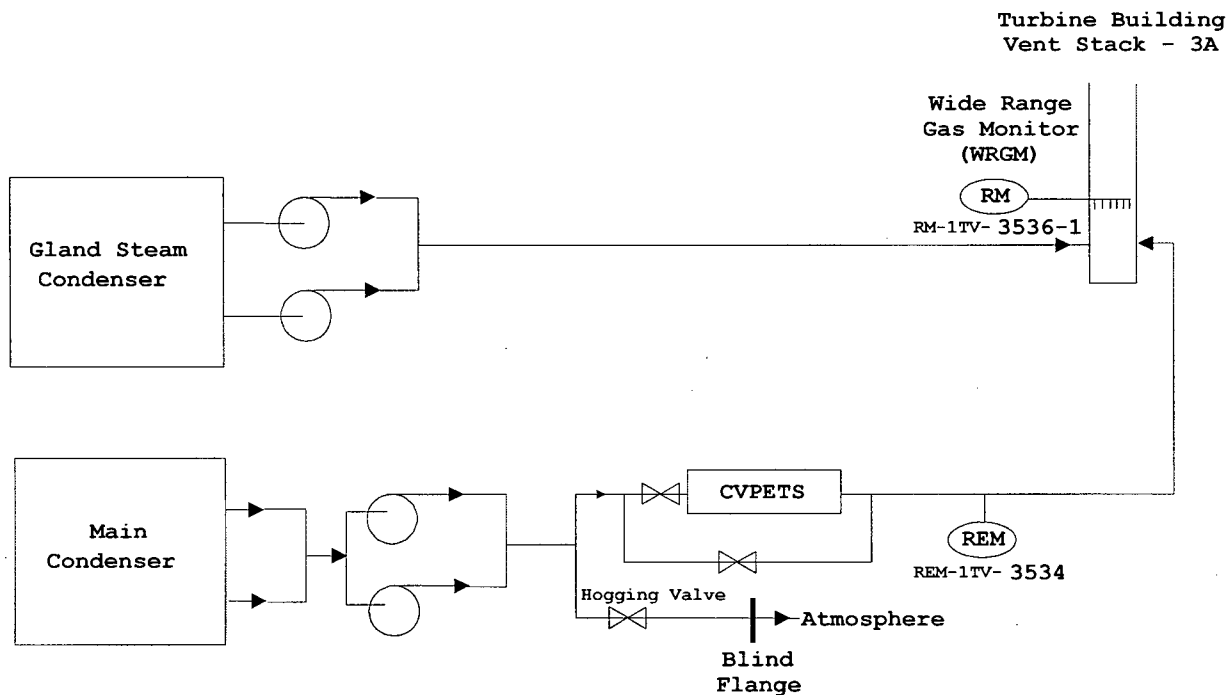 Turbine Building
Vent Stack - 3A
Wide Range
Gas Monitor
(WRGM)
RM
RM-1TV- 3536-1
Gland Steam
Condenser
Main
Condenser
CVPETS
REM
REM-1TV- 3534
Hogging Valve
Atmosphere
Blind
Flange